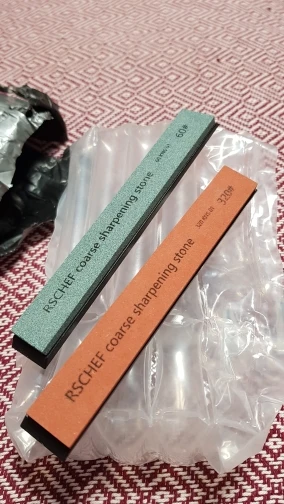 RSCHEF coarse sharpening stone
60#
RSCHEF coarse sharpening stone
320#